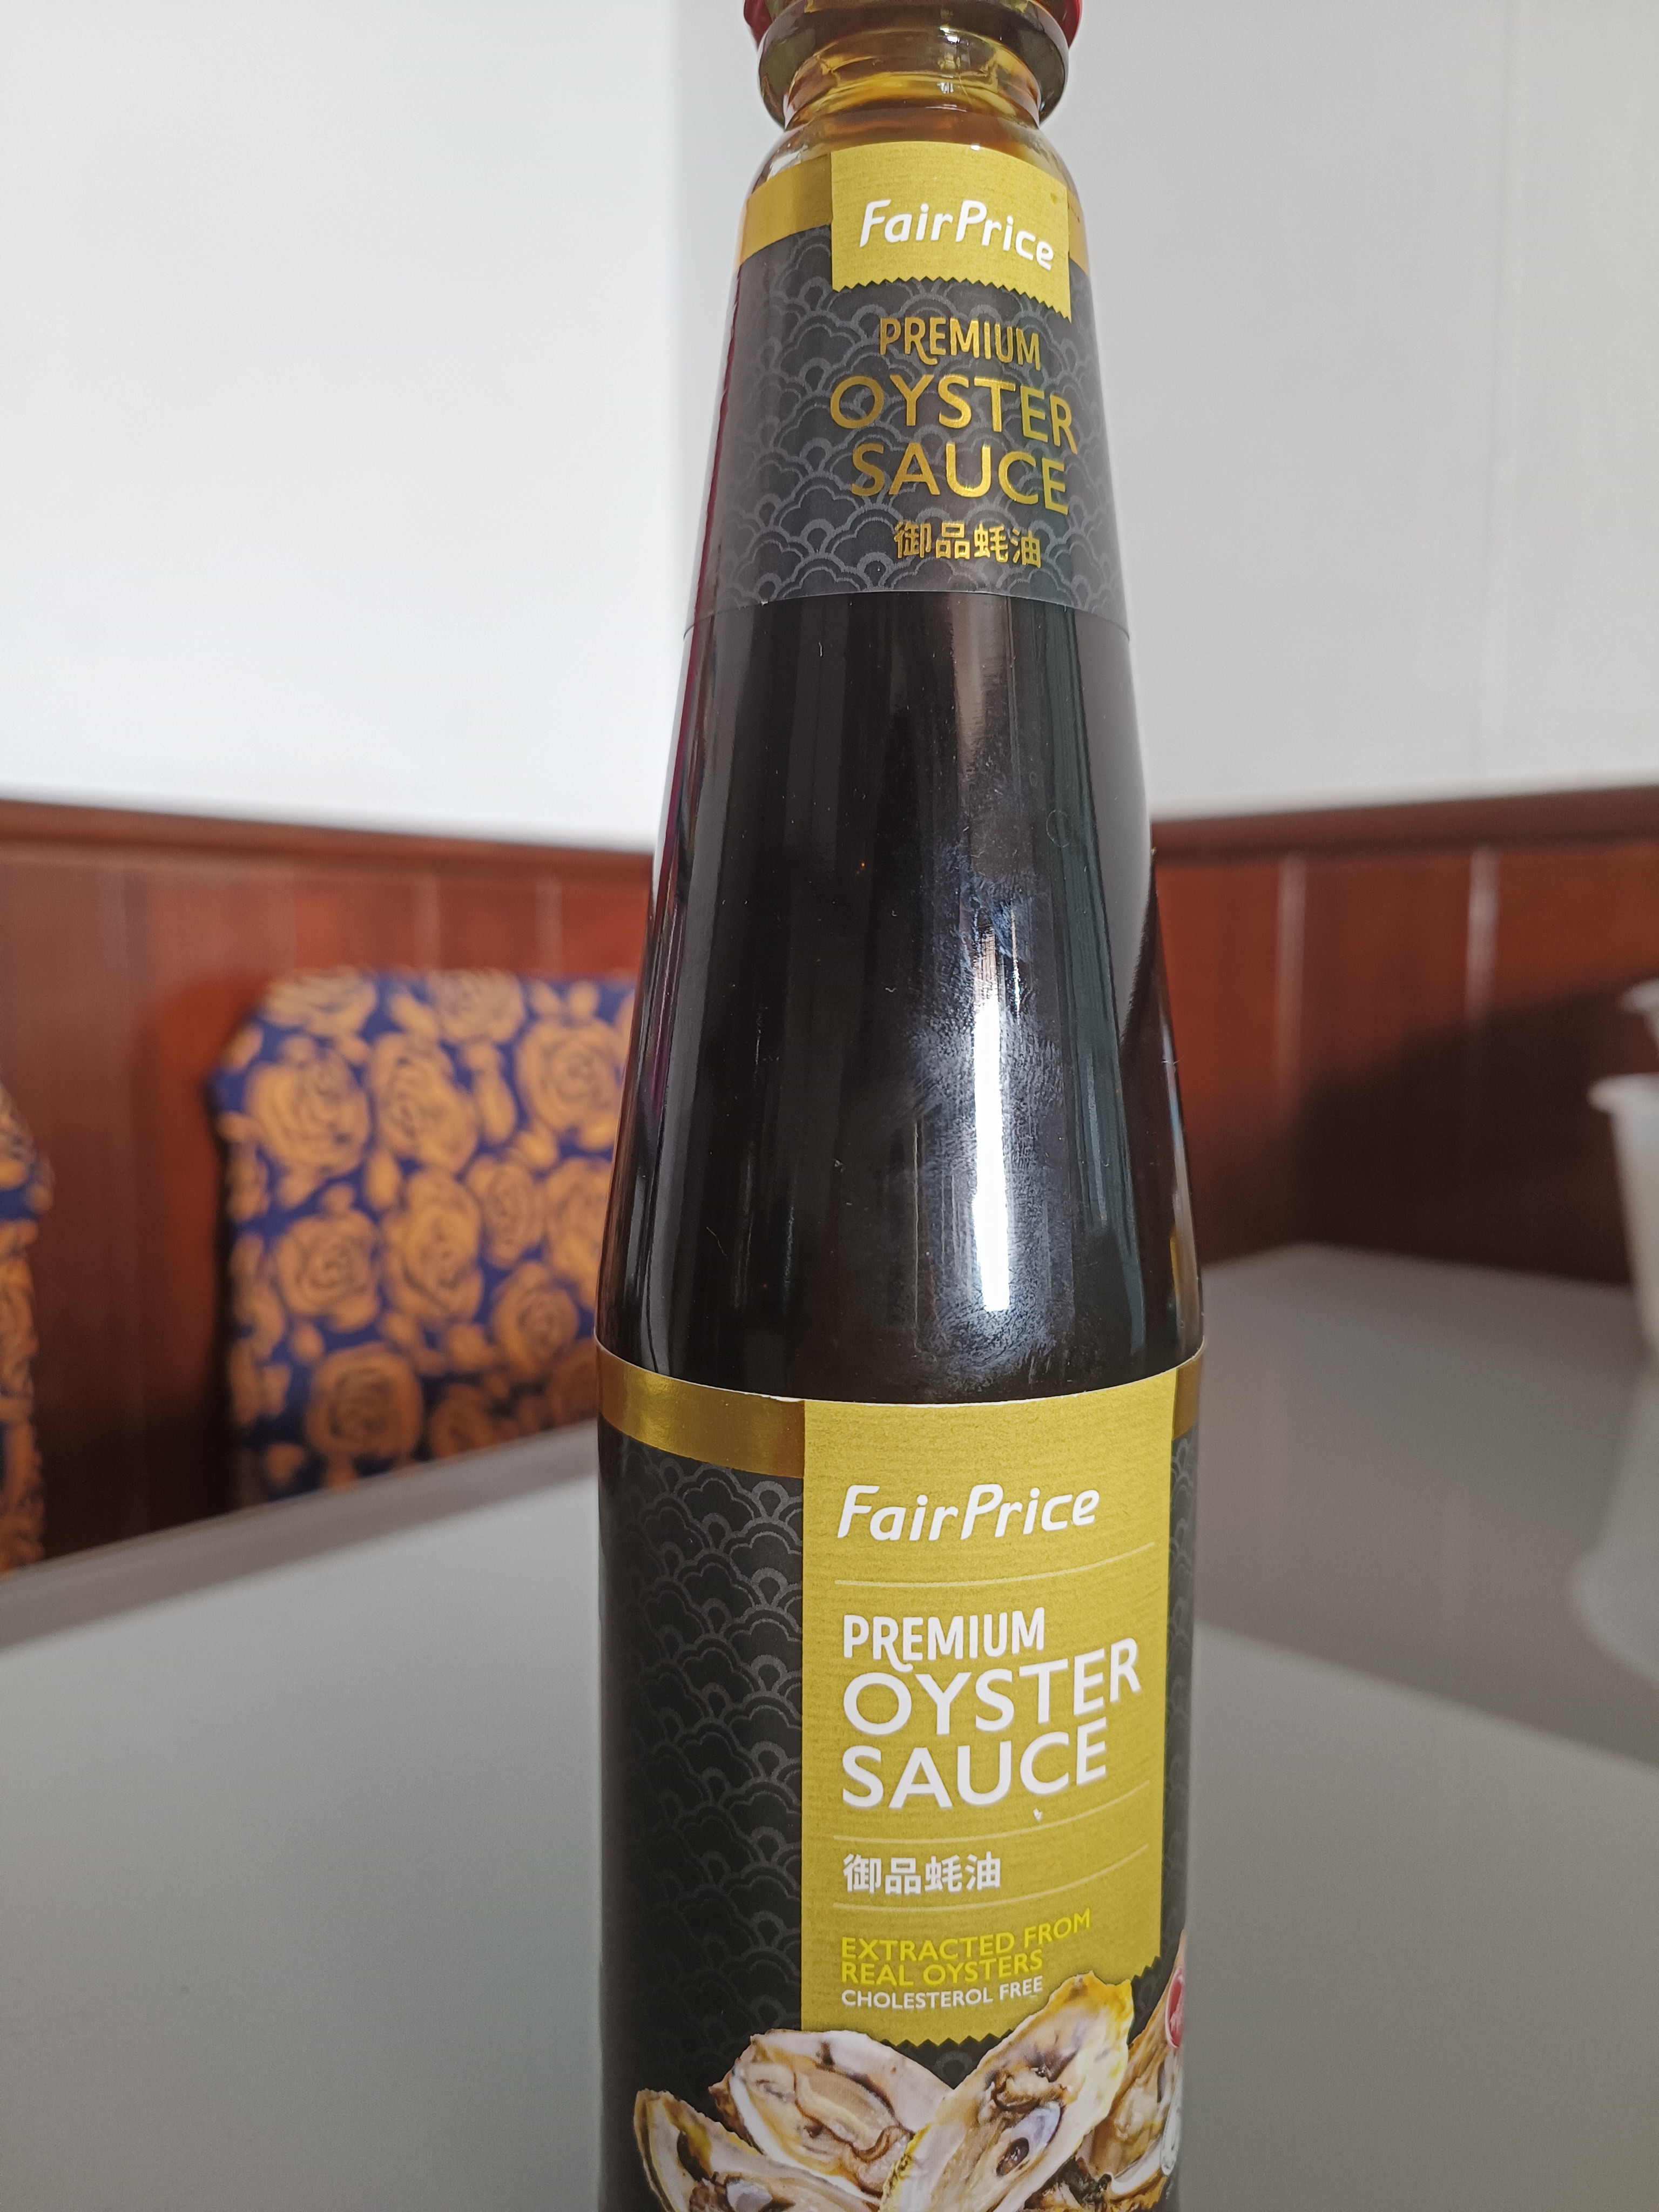 FairPrice
PREMIUM
OYSTER
SAUCE
御品蚝油
FairPrice
PREMIUM
OYSTER
SAUCE
御品蚝油
EXTRACTED FROM
REAL OYSTERS
CHOLESTEROL FREE